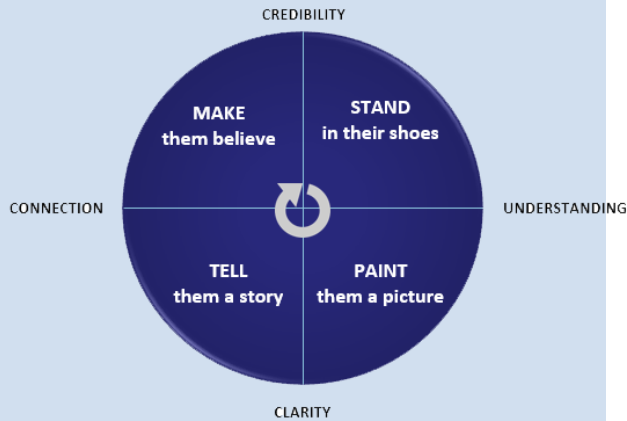 CREDIBILITY
MAKE
them believe
STAND
in their shoes
CONNECTION
UNDERSTANDING
TELL
them a story
PAINT
them a picture
CLARITY